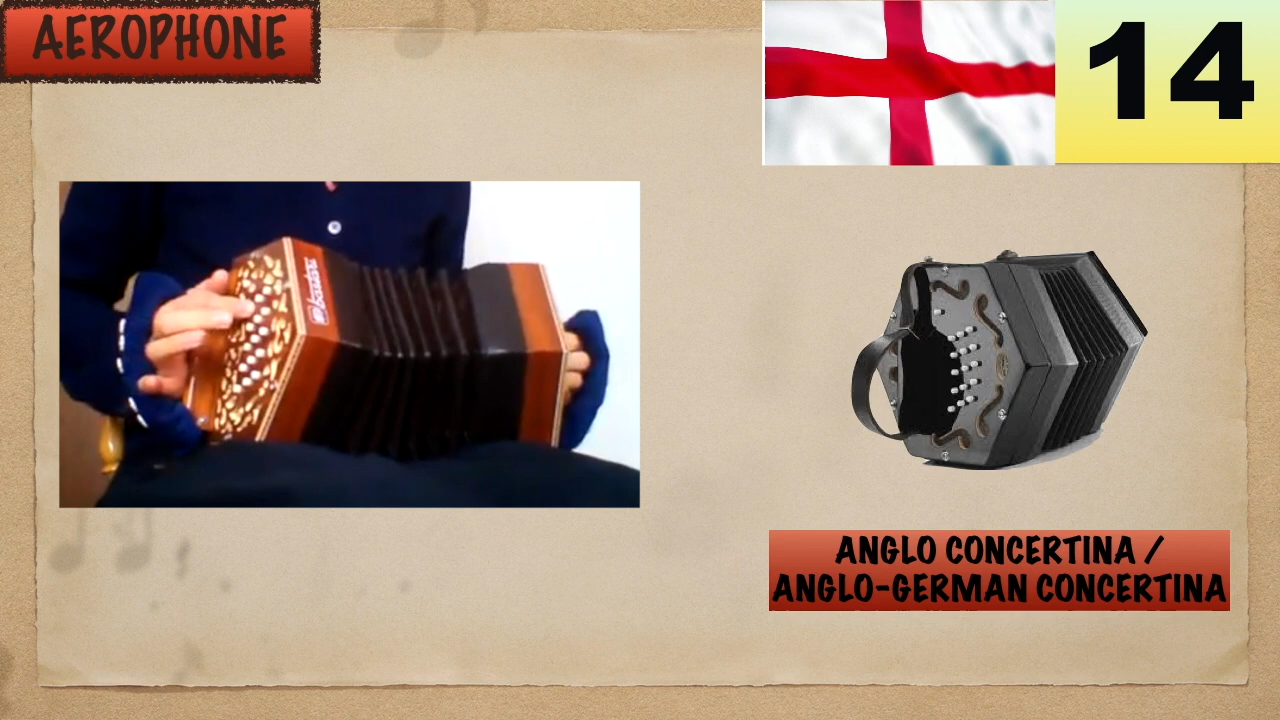 AEROPHONE
14
ANGLO CONCERTINA /
ANGLO-GERMAN CONCERTINA